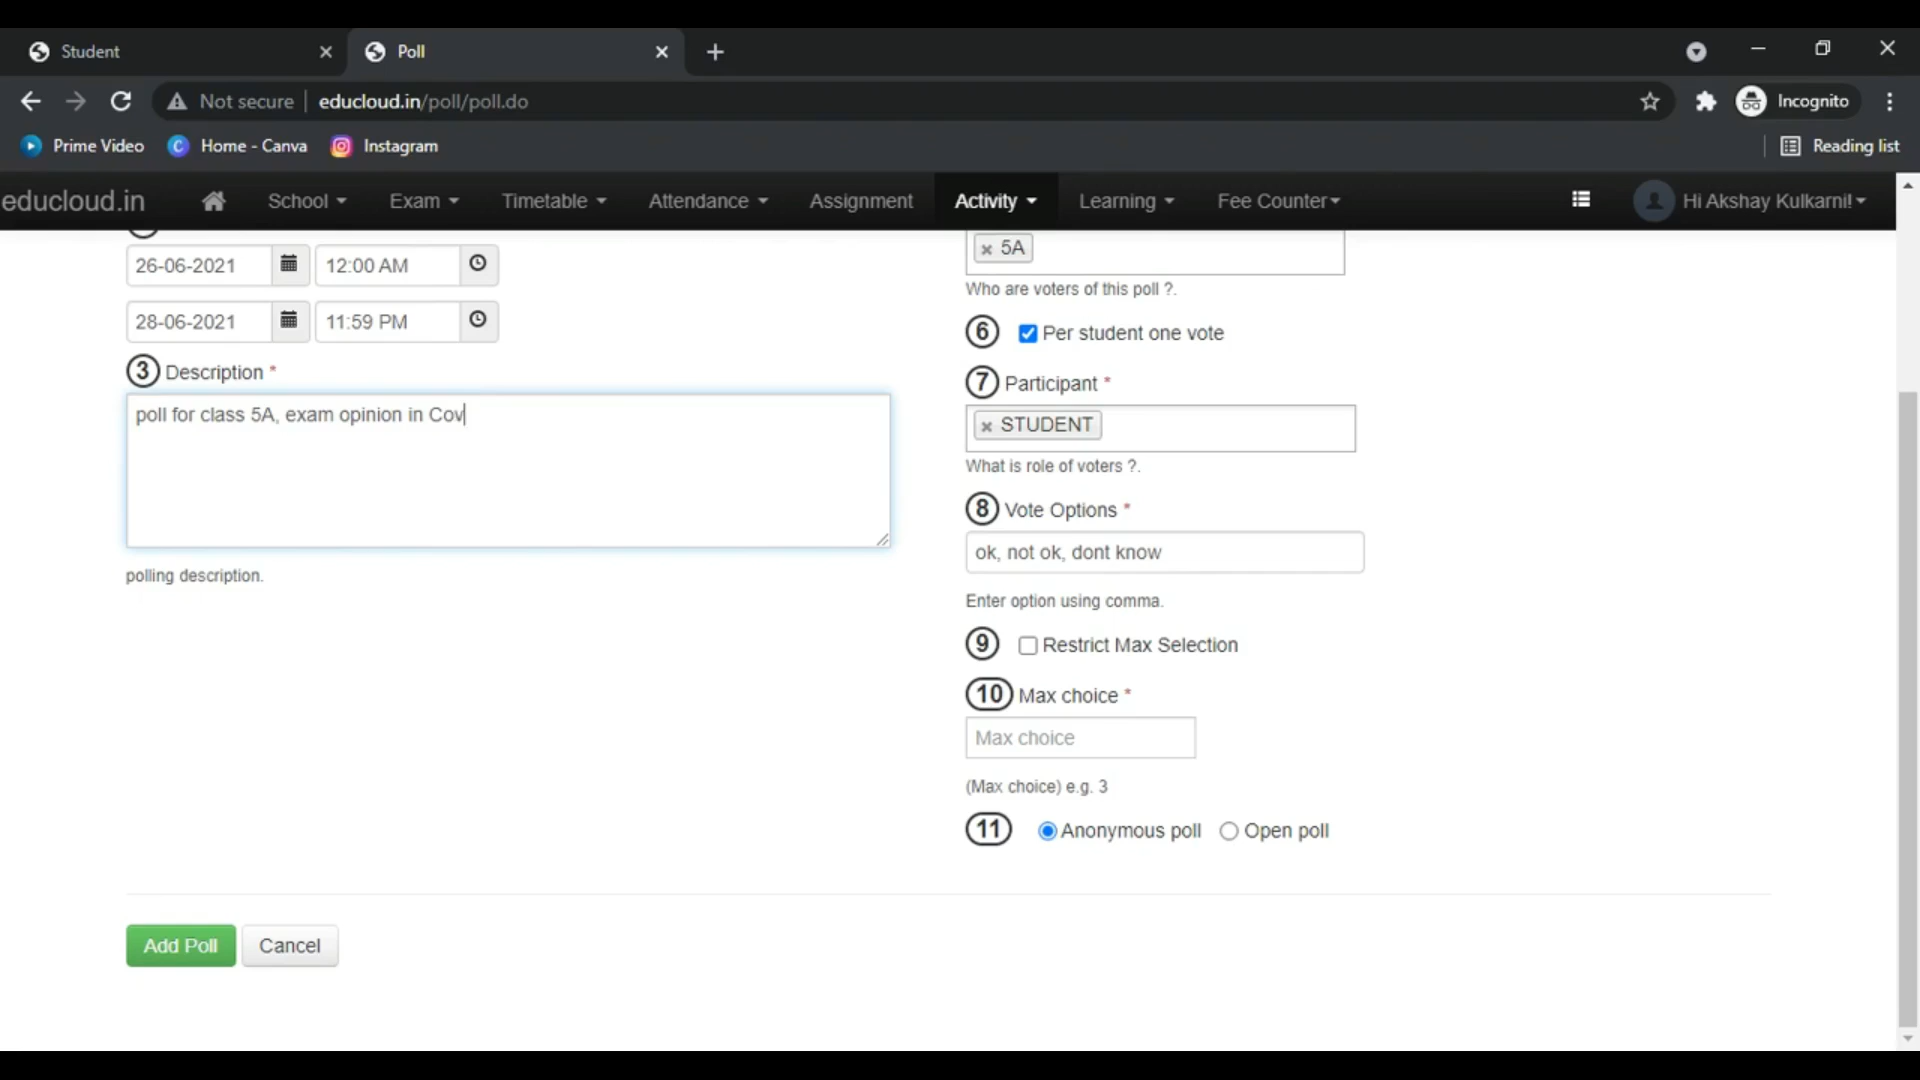 Student
Poll
Not secure
educloud.in/poll/poll.do
Incognito
Prime Video
Home - Canva
Instagram
Reading list
educloud.in
School
Exam
Timetable
Attendance
Assignment
Activity
Learning
Fee Counter
Hi Akshay Kulkarni!
26-06-2021
12:00 AM
28-06-2021
11:59 PM
3 Description *
poll for class 5A, exam opinion in Cov
polling description.
× 5A
Who are voters of this poll ?.
6 Per student one vote
7 Participant *
× STUDENT
What is role of voters ?.
8 Vote Options *
ok, not ok, dont know
Enter option using comma.
9 Restrict Max Selection
10 Max choice *
Max choice
(Max choice) e.g. 3
11 Anonymous poll Open poll
Add Poll
Cancel